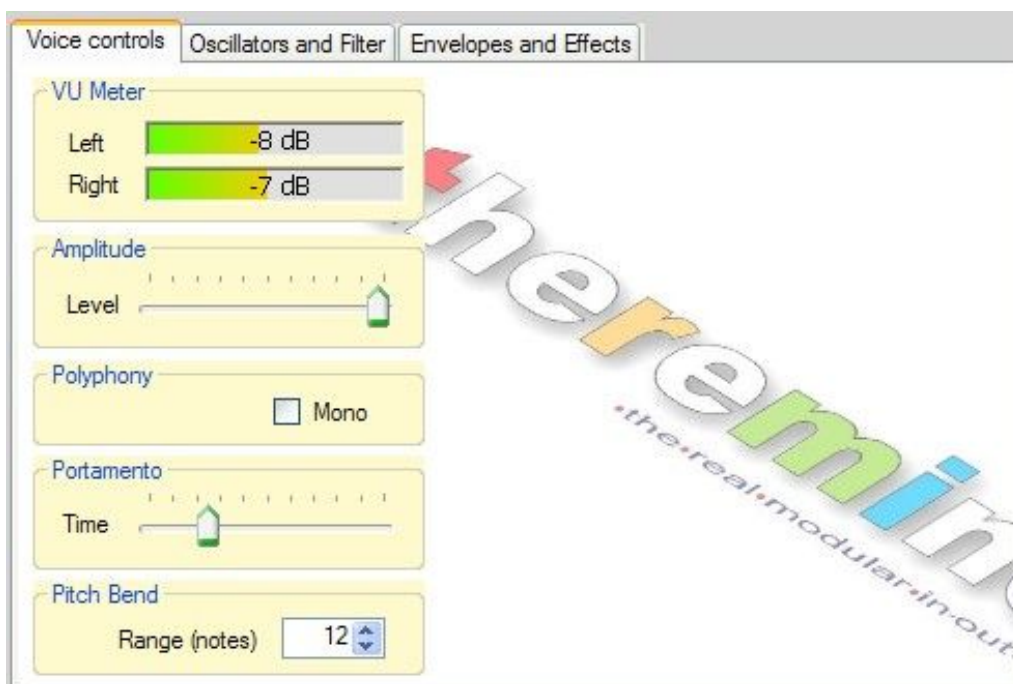 Voice controls
Oscillators and Filter
Envelopes and Effects
VU Meter
Left
-8 dB
Right
-7 dB
Amplitude
Level
Polyphony
Mono
Portamento
Time
Pitch Bend
Range (notes)
12
theremin
•the•real•modular•in•out